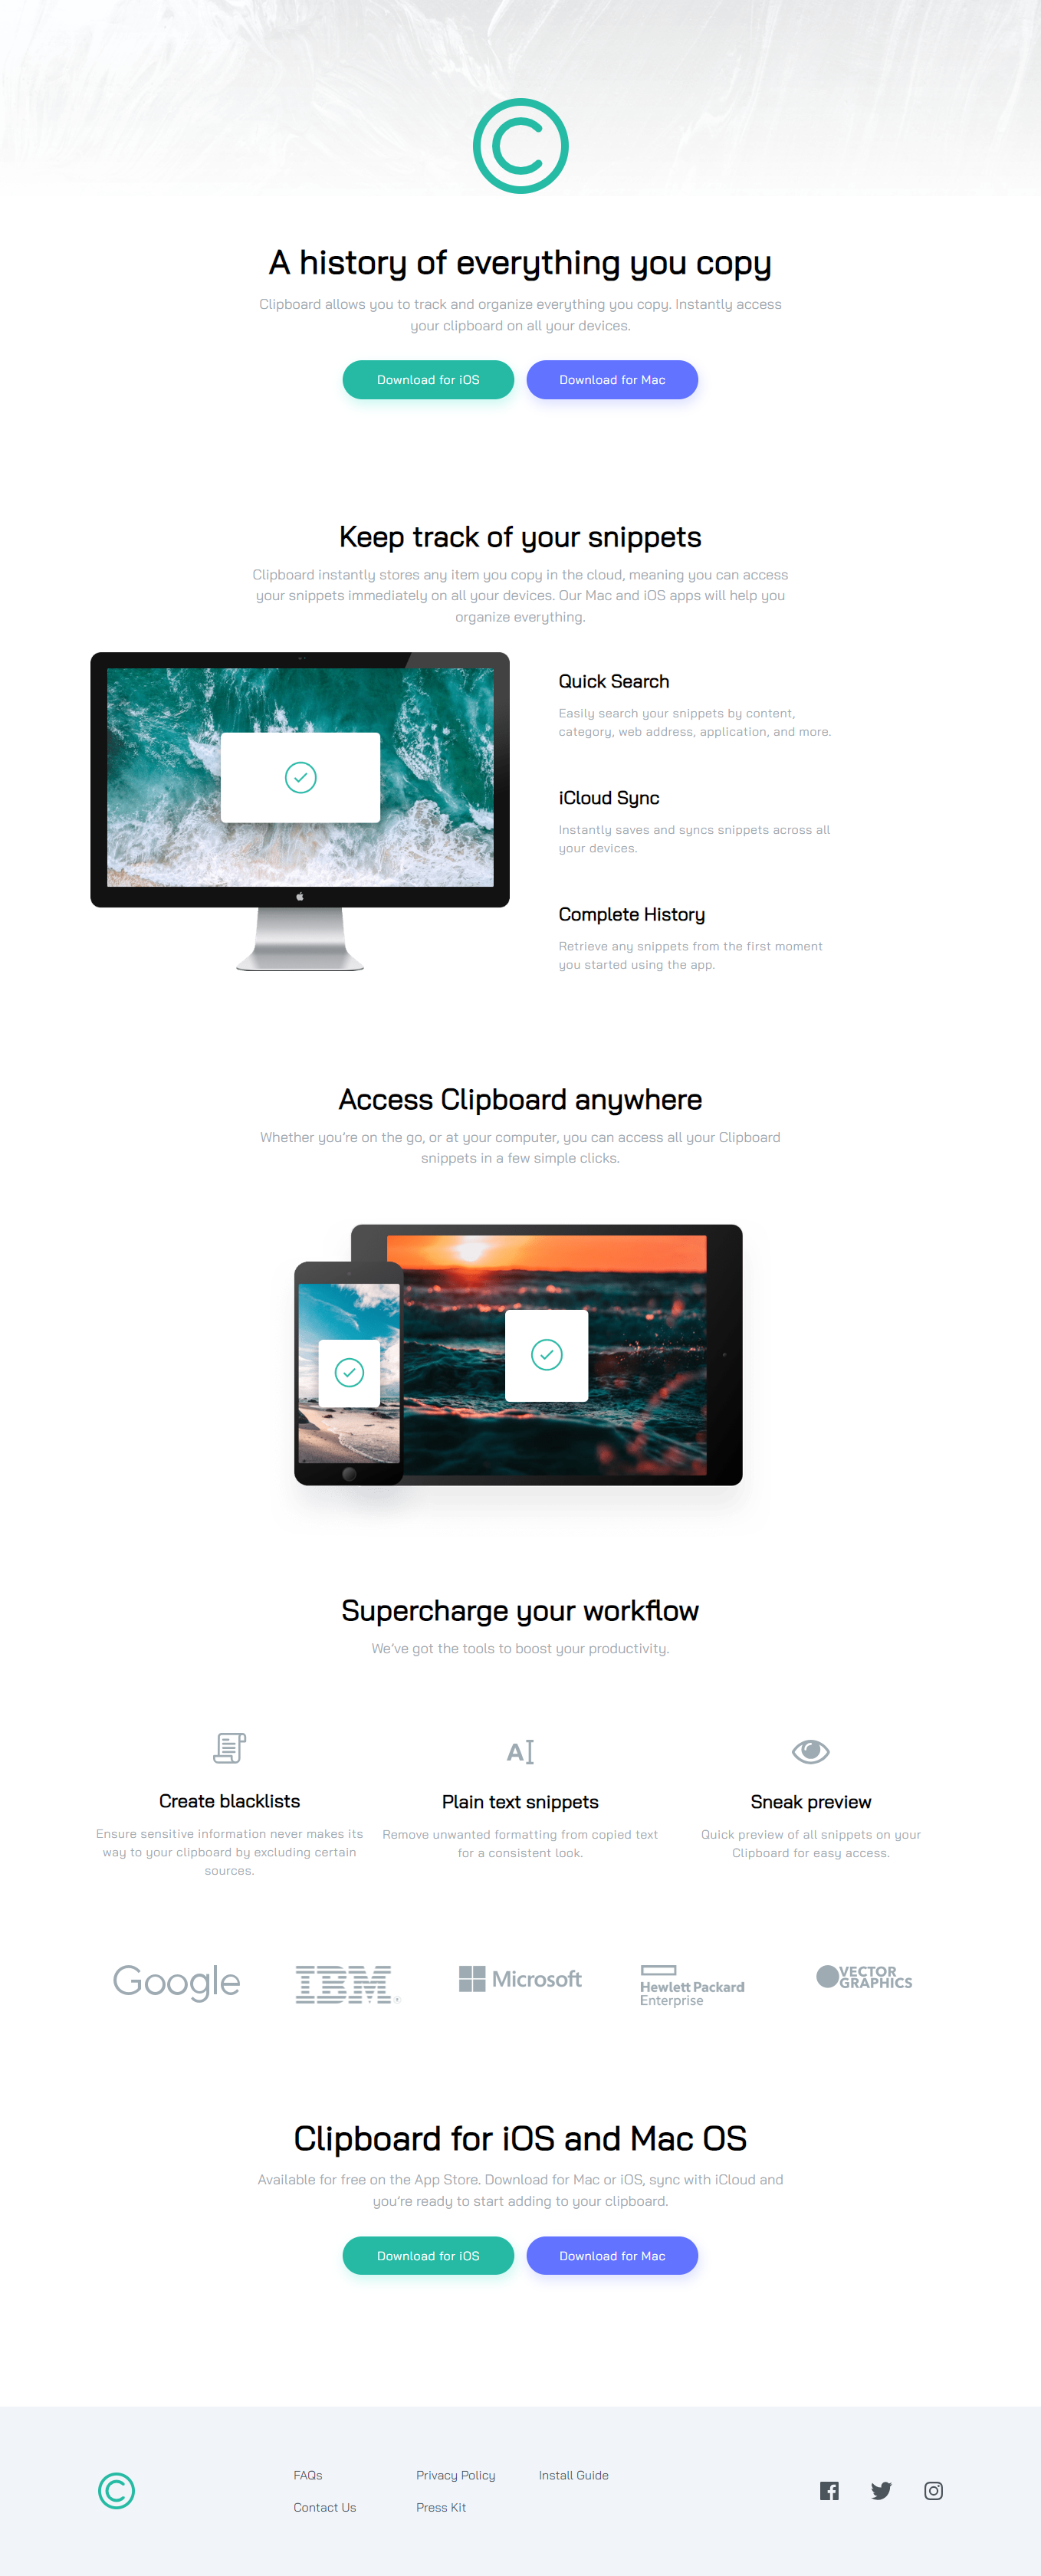 A history of everything you copy
Clipboard allows you to track and organize everything you copy. Instantly access
your clipboard on all your devices.
Download for iOS
Download for Mac
Keep track of your snippets
Clipboard instantly stores any item you copy in the cloud, meaning you can access
your snippets immediately on all your devices. Our Mac and iOS apps will help you
organize everything.
Quick Search
Easily search your snippets by content,
category, web address, application, and more.
iCloud Sync
Instantly saves and syncs snippets across all
your devices.
Complete History
Retrieve any snippets from the first moment
you started using the app.
Access Clipboard anywhere
Whether you’re on the go, or at your computer, you can access all your Clipboard
snippets in a few simple clicks.
Supercharge your workflow
We’ve got the tools to boost your productivity.
A
Create blacklists
Ensure sensitive information never makes its
way to your clipboard by excluding certain
sources.
Plain text snippets
Remove unwanted formatting from copied text
for a consistent look.
Sneak preview
Quick preview of all snippets on your
Clipboard for easy access.
Google
IBM®
Microsoft
Hewlett Packard
Enterprise
VECTOR
GRAPHICS
Clipboard for iOS and Mac OS
Available for free on the App Store. Download for Mac or iOS, sync with iCloud and
you’re ready to start adding to your clipboard.
Download for iOS
Download for Mac
FAQs
Contact Us
Privacy Policy
Press Kit
Install Guide